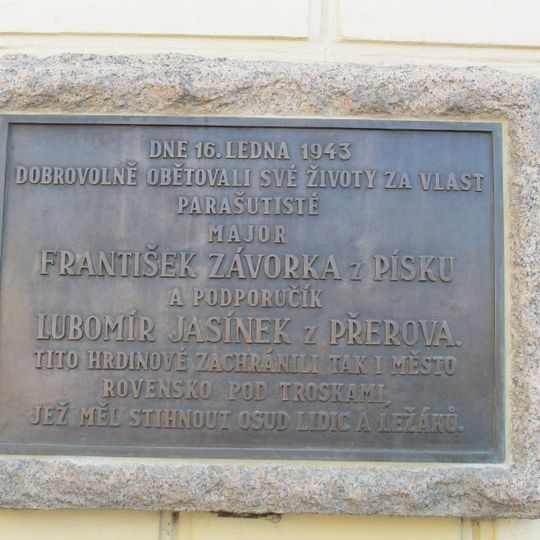 DNE 16. LEDNA 1943
DOBROVOLNĚ OBĚTOVALI SVÉ ŽIVOTY ZA VLAST
PARAŠUTISTÉ
MAJOR
FRANTIŠEK ZÁVORKA z PÍSKU
A PODPORUČÍK
LUBOMÍR JASÍNEK z PŘEROVA.
TITO HRDINOVÉ ZACHRÁNILI TAK I MĚSTO
ROVENSKO POD TROSKAMI,
JEŽ MĚL STIHNOUT OSUD LIDIC A LEŽÁKŮ.